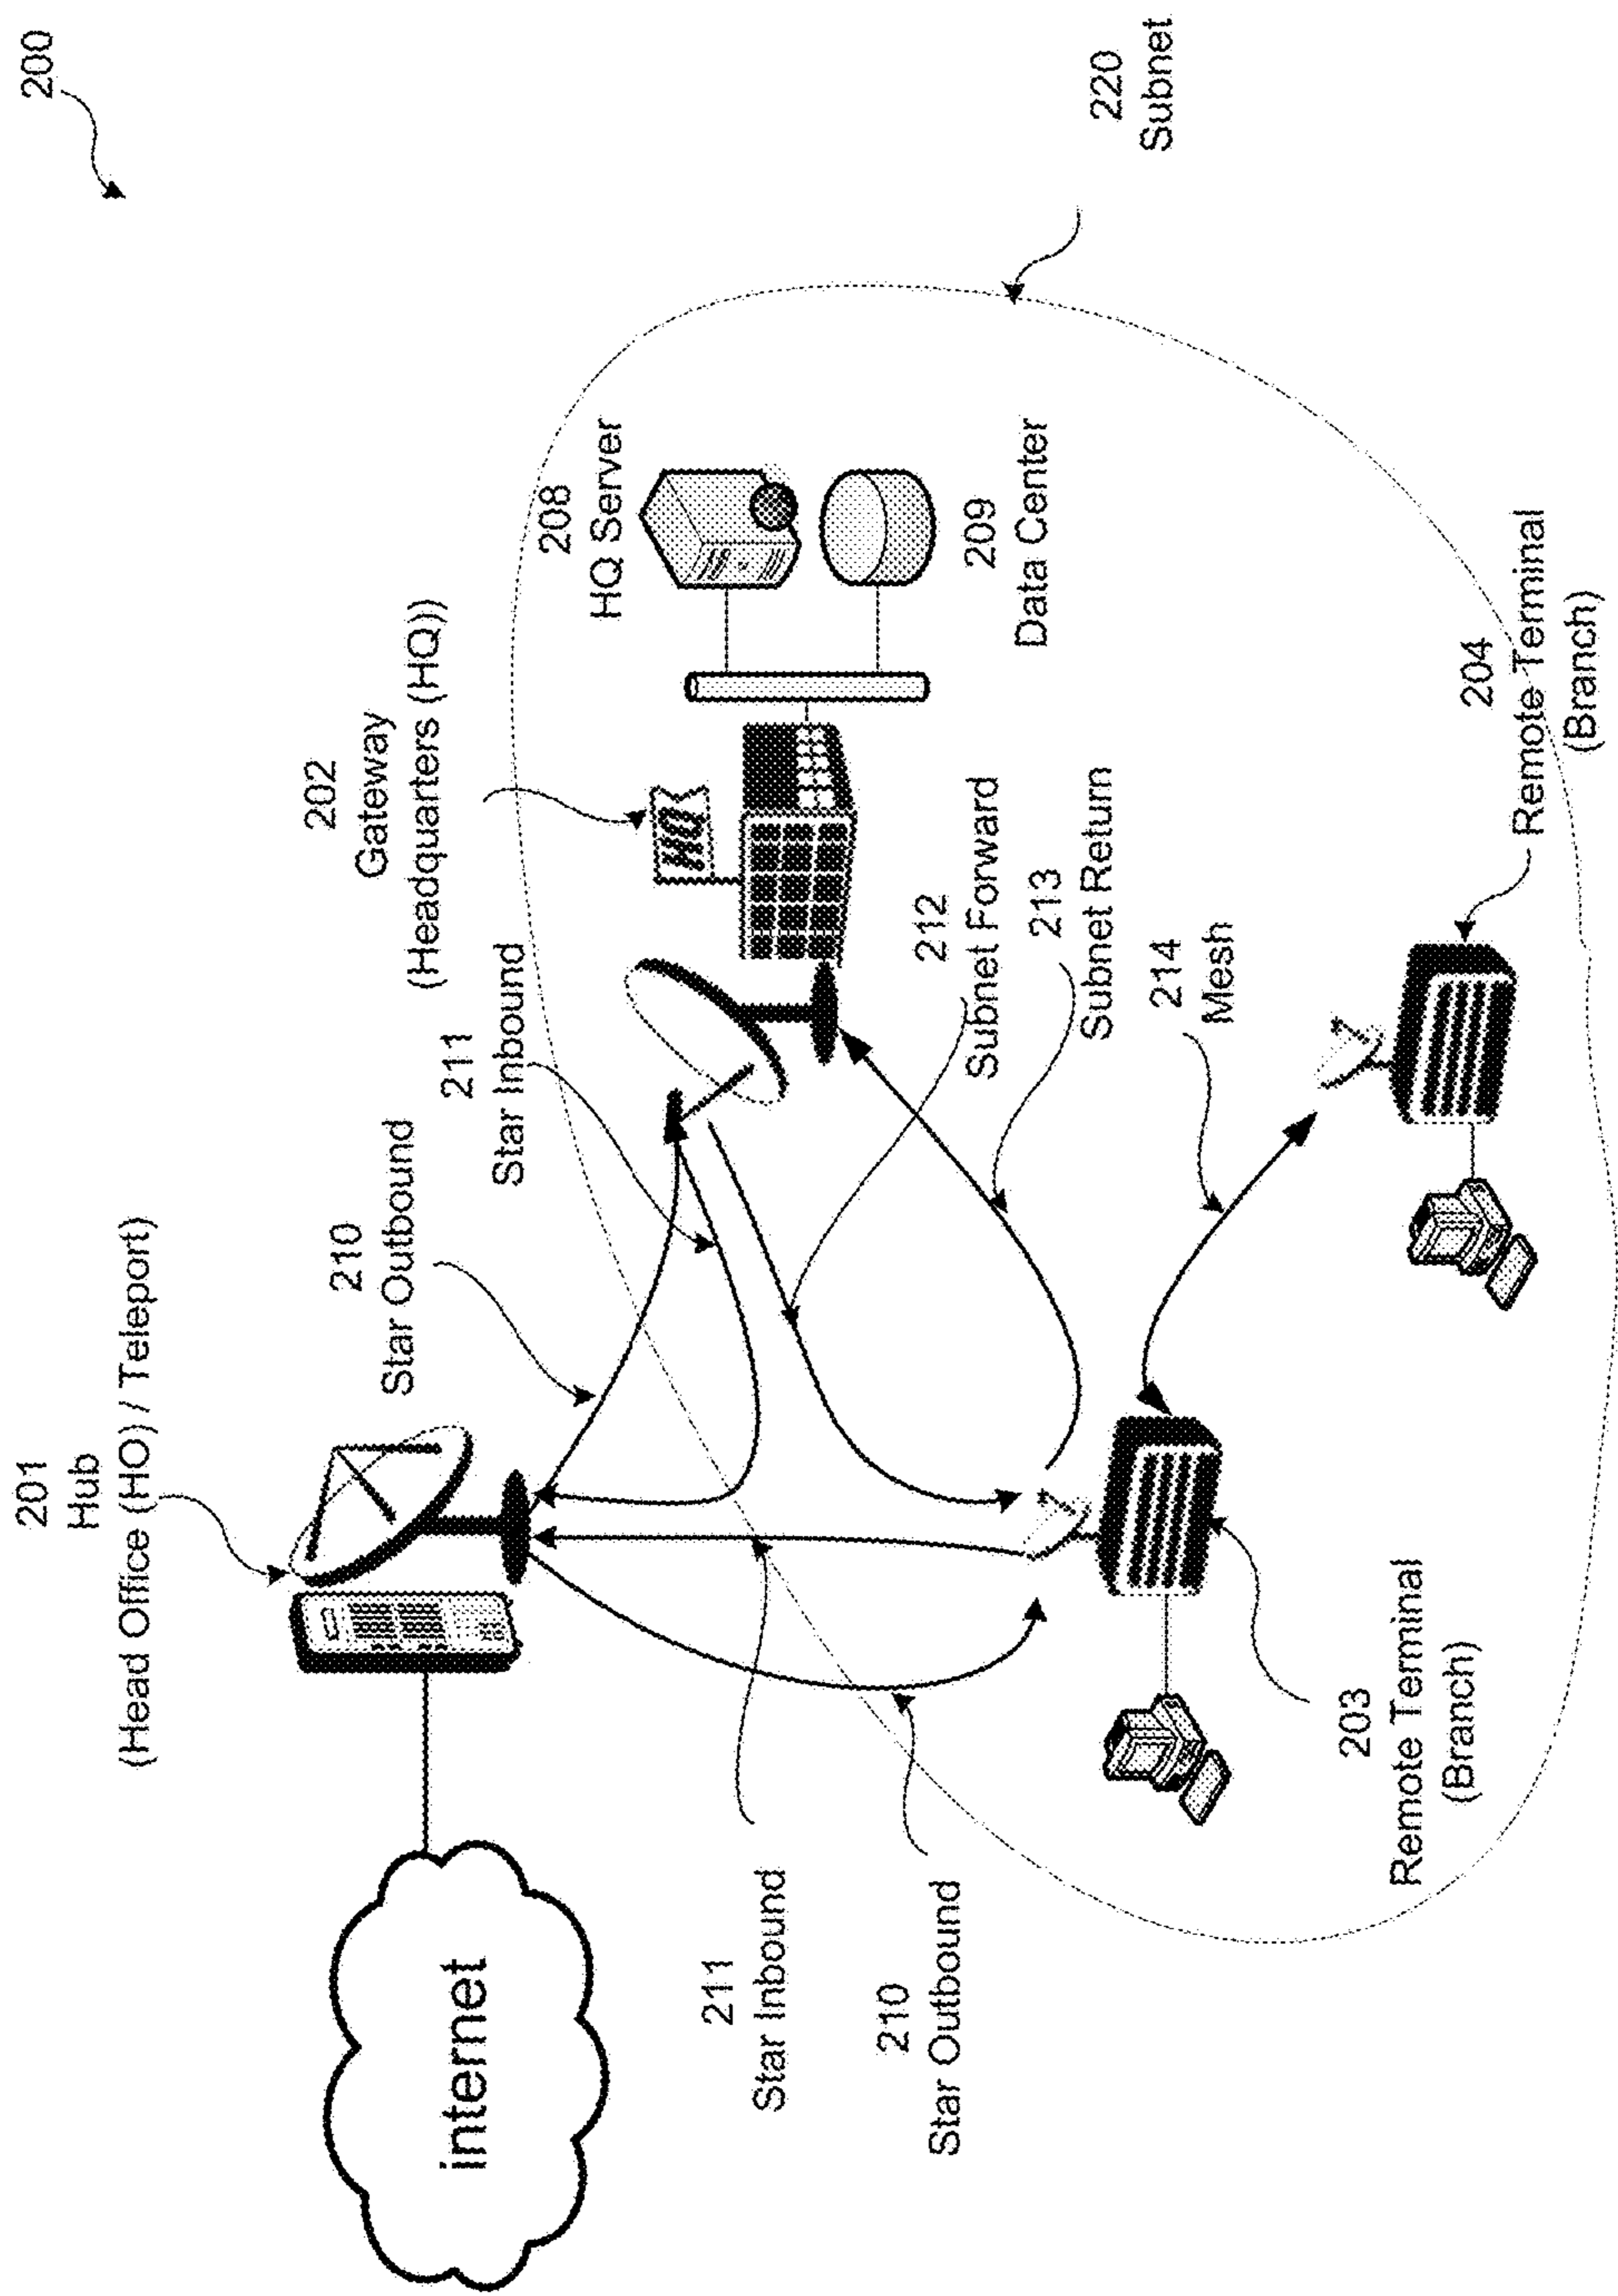 200
201
Hub
(Head Office (HO) / Teleport)
210
Star Outbound
211
Star Inbound
202
Gateway
(Headquarters (HQ))
HQ
208
HQ Server
209
Data Center
220
Subnet
internet
211
Star Inbound
210
Star Outbound
212
Subnet Forward
213
Subnet Return
214
Mesh
203
Remote Terminal
(Branch)
204
Remote Terminal
(Branch)